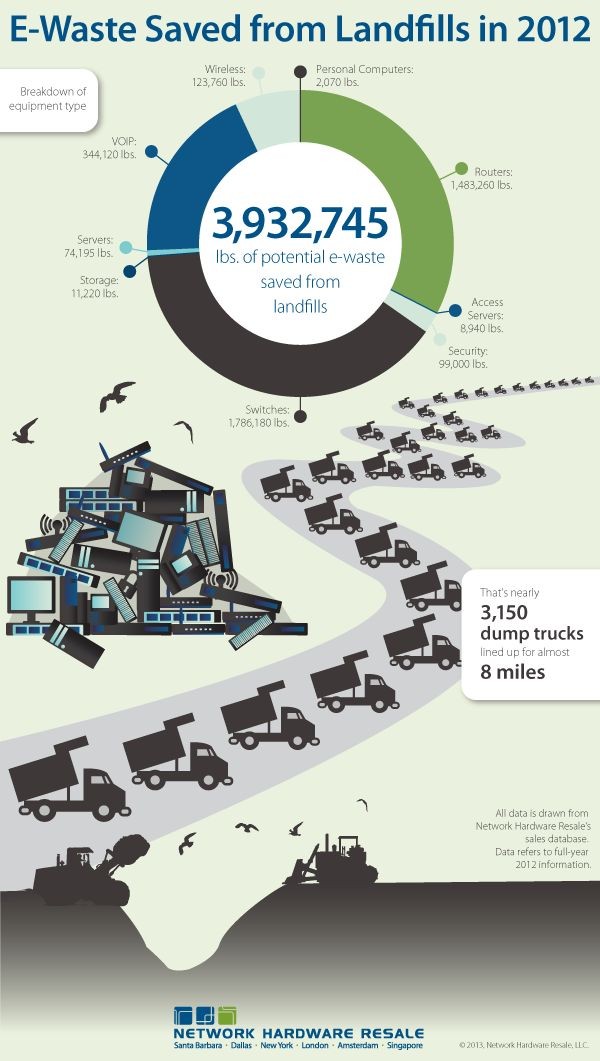 E-Waste Saved from Landfills in 2012
Breakdown of
equipment type
Wireless:
123,760 lbs.
Personal Computers:
2,070 lbs.
VOIP:
344,120 lbs.
Routers:
1,483,260 lbs.
3,932,745
lbs. of potential e-waste
saved from
landfills
Servers:
74,195 lbs.
Storage:
11,220 lbs.
Access
Servers:
8,940 lbs.
Security:
99,000 lbs.
Switches:
1,786,180 lbs.
That's nearly
3,150
dump trucks
lined up for almost
8 miles
All data is drawn from
Network Hardware Resale's
sales database.
Data refers to full-year
2012 information.
NETWORK HARDWARE RESALE
Santa Barbara · Dallas · New York · London · Amsterdam · Singapore
© 2013, Network Hardware Resale, LLC.